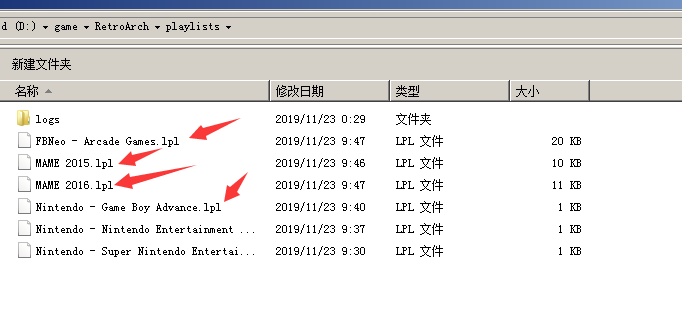 d (D:) ▾ game ▾ RetroArch ▾ playlists ▾
新建文件夹
名称 修改日期 类型 大小
logs 2019/11/23 0:29 文件夹
FBNeo - Arcade Games.lpl 2019/11/23 9:47 LPL 文件 20 KB
MAME 2015.lpl 2019/11/23 9:46 LPL 文件 10 KB
MAME 2016.lpl 2019/11/23 9:47 LPL 文件 11 KB
Nintendo - Game Boy Advance.lpl 2019/11/23 9:40 LPL 文件 1 KB
Nintendo - Nintendo Entertainment ... 2019/11/23 9:37 LPL 文件 1 KB
Nintendo - Super Nintendo Entertai... 2019/11/23 9:30 LPL 文件 1 KB